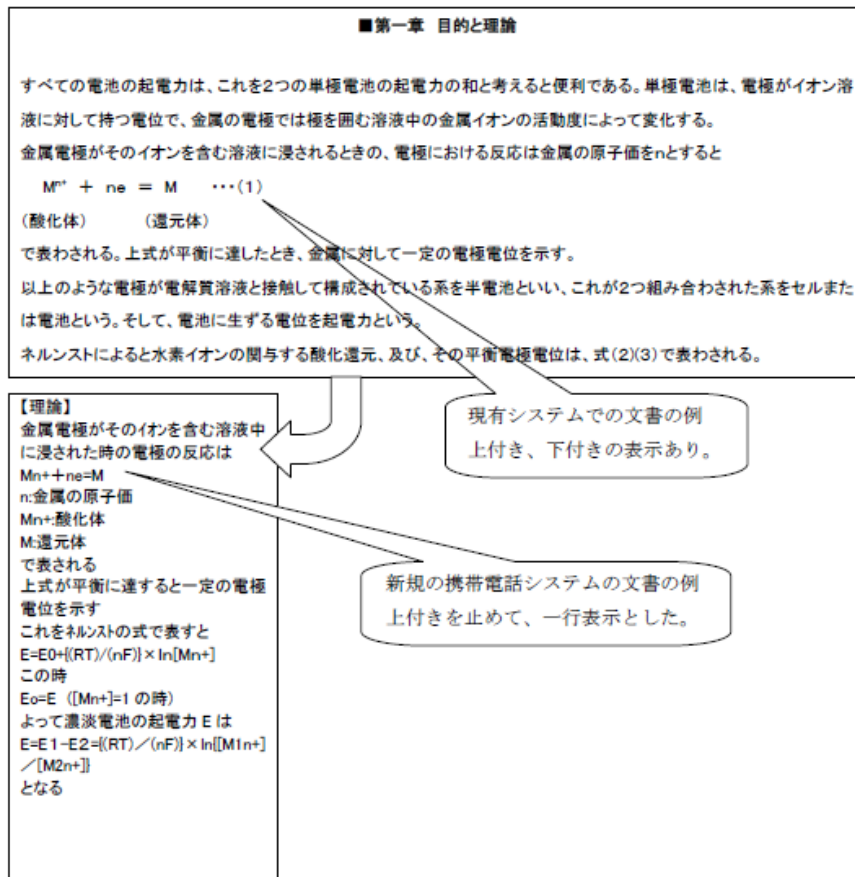 ■第一章 目的と理論
すべての電池の起電力は、これを2つの単極電池の起電力の和と考えると便利である。単極電池は、電極がイオン溶
液に対して持つ電位で、金属の電極では極を囲む溶液中の金属イオンの活動度によって変化する。
金属電極がそのイオンを含む溶液に浸されるときの、電極における反応は金属の原子価をnとすると
Mⁿ⁺ + ne = M …(1)
(酸化体) (還元体)
で表わされる。上式が平衡に達したとき、金属に対して一定の電極電位を示す。
以上のような電極が電解質溶液と接触して構成されている系を半電池といい、これが2つ組み合わされた系をセルまた
は電池という。そして、電池に生ずる電位を起電力という。
ネルンストによると水素イオンの関与する酸化還元、及び、その平衡電極電位は、式(2)(3)で表わされる。
現有システムでの文書の例
上付き、下付きの表示あり。
【理論】
金属電極がそのイオンを含む溶液中
に浸された時の電極の反応は
Mn++ne=M
n:金属の原子価
Mn+:酸化体
M:還元体
で表される
上式が平衡に達すると一定の電極
電位を示す
これをネルンストの式で表すと
E=E0+{(RT)/(nF)}×ln[Mn+]
この時
Eo=E ([Mn+]=1 の時)
よって濃淡電池の起電力 E は
E=E1-E2={(RT)/(nF)}×ln{[M1n+]
/[M2n+]}
となる
新規の携帯電話システムの文書の例
上付きを止めて、一行表示とした。